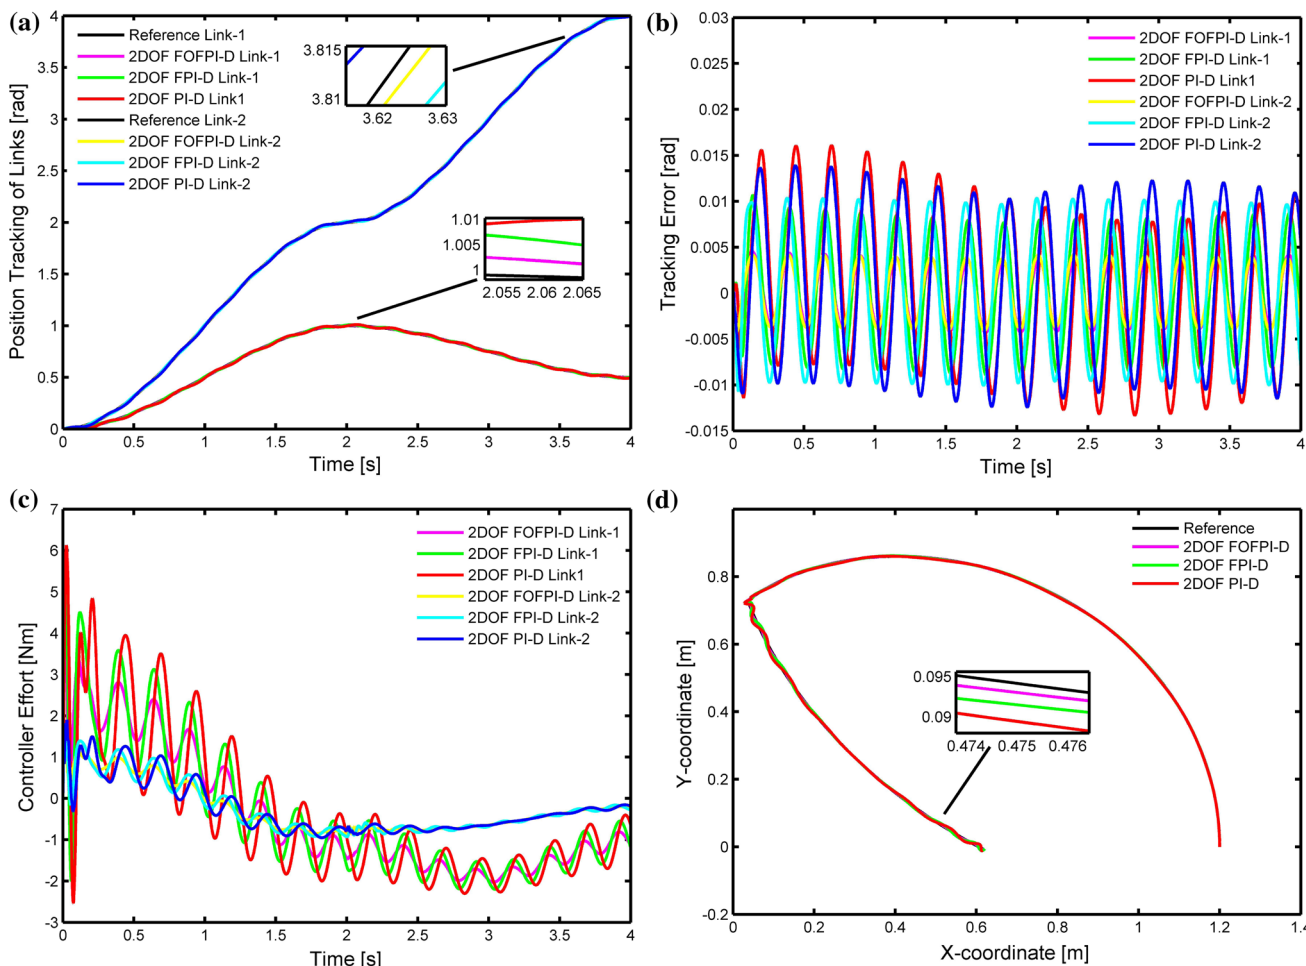 (a)
Position Tracking of Links [rad]
4
3.5
3
2.5
2
1.5
1
0.5
0
Reference Link-1
2DOF FOFPI-D Link-1
2DOF FPI-D Link-1
2DOF PI-D Link1
Reference Link-2
2DOF FOFPI-D Link-2
2DOF FPI-D Link-2
2DOF PI-D Link-2
3.815
3.81
3.62 3.63
1.01
1.005
1
2.055 2.06 2.065
0 0.5 1 1.5 2 2.5 3 3.5 4
Time [s]
(b)
Tracking Error [rad]
0.03
0.025
0.02
0.015
0.01
0.005
0
-0.005
-0.01
-0.015
2DOF FOFPI-D Link-1
2DOF FPI-D Link-1
2DOF PI-D Link1
2DOF FOFPI-D Link-2
2DOF FPI-D Link-2
2DOF PI-D Link-2
0 0.5 1 1.5 2 2.5 3 3.5 4
Time [s]
(c)
Controller Effort [Nm]
7
6
5
4
3
2
1
0
-1
-2
-3
2DOF FOFPI-D Link-1
2DOF FPI-D Link-1
2DOF PI-D Link1
2DOF FOFPI-D Link-2
2DOF FPI-D Link-2
2DOF PI-D Link-2
0 0.5 1 1.5 2 2.5 3 3.5 4
Time [s]
(d)
Y-coordinate [m]
0.8
0.6
0.4
0.2
0
-0.2
Reference
2DOF FOFPI-D
2DOF FPI-D
2DOF PI-D
0.095
0.09
0.474 0.475 0.476
0 0.2 0.4 0.6 0.8 1 1.2 1.4
X-coordinate [m]